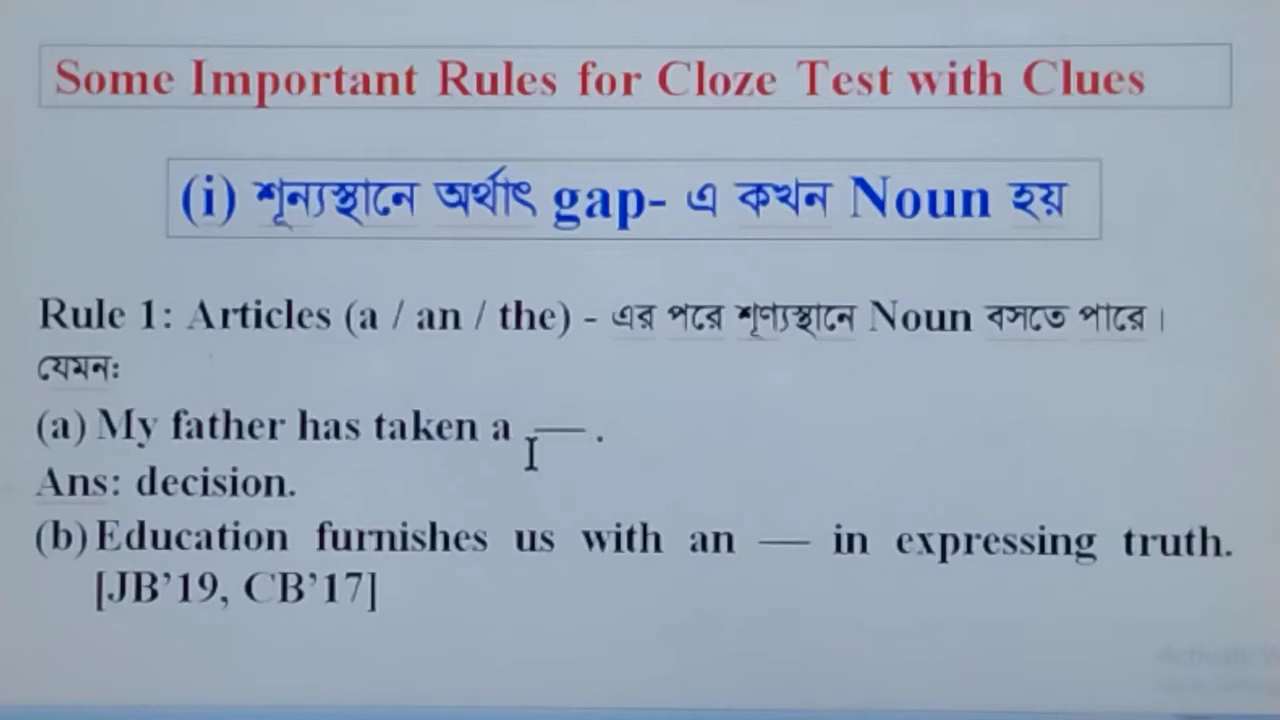 Some Important Rules for Cloze Test with Clues
(i) শূন্যস্থানে অর্থাৎ gap- এ কখন Noun হয়
Rule 1: Articles (a / an / the) - এর পরে শূণ্যস্থানে Noun বসতে পারে।
যেমনঃ
(a) My father has taken a — .
Ans: decision.
(b) Education furnishes us with an — in expressing truth.
[JB’19, CB’17]